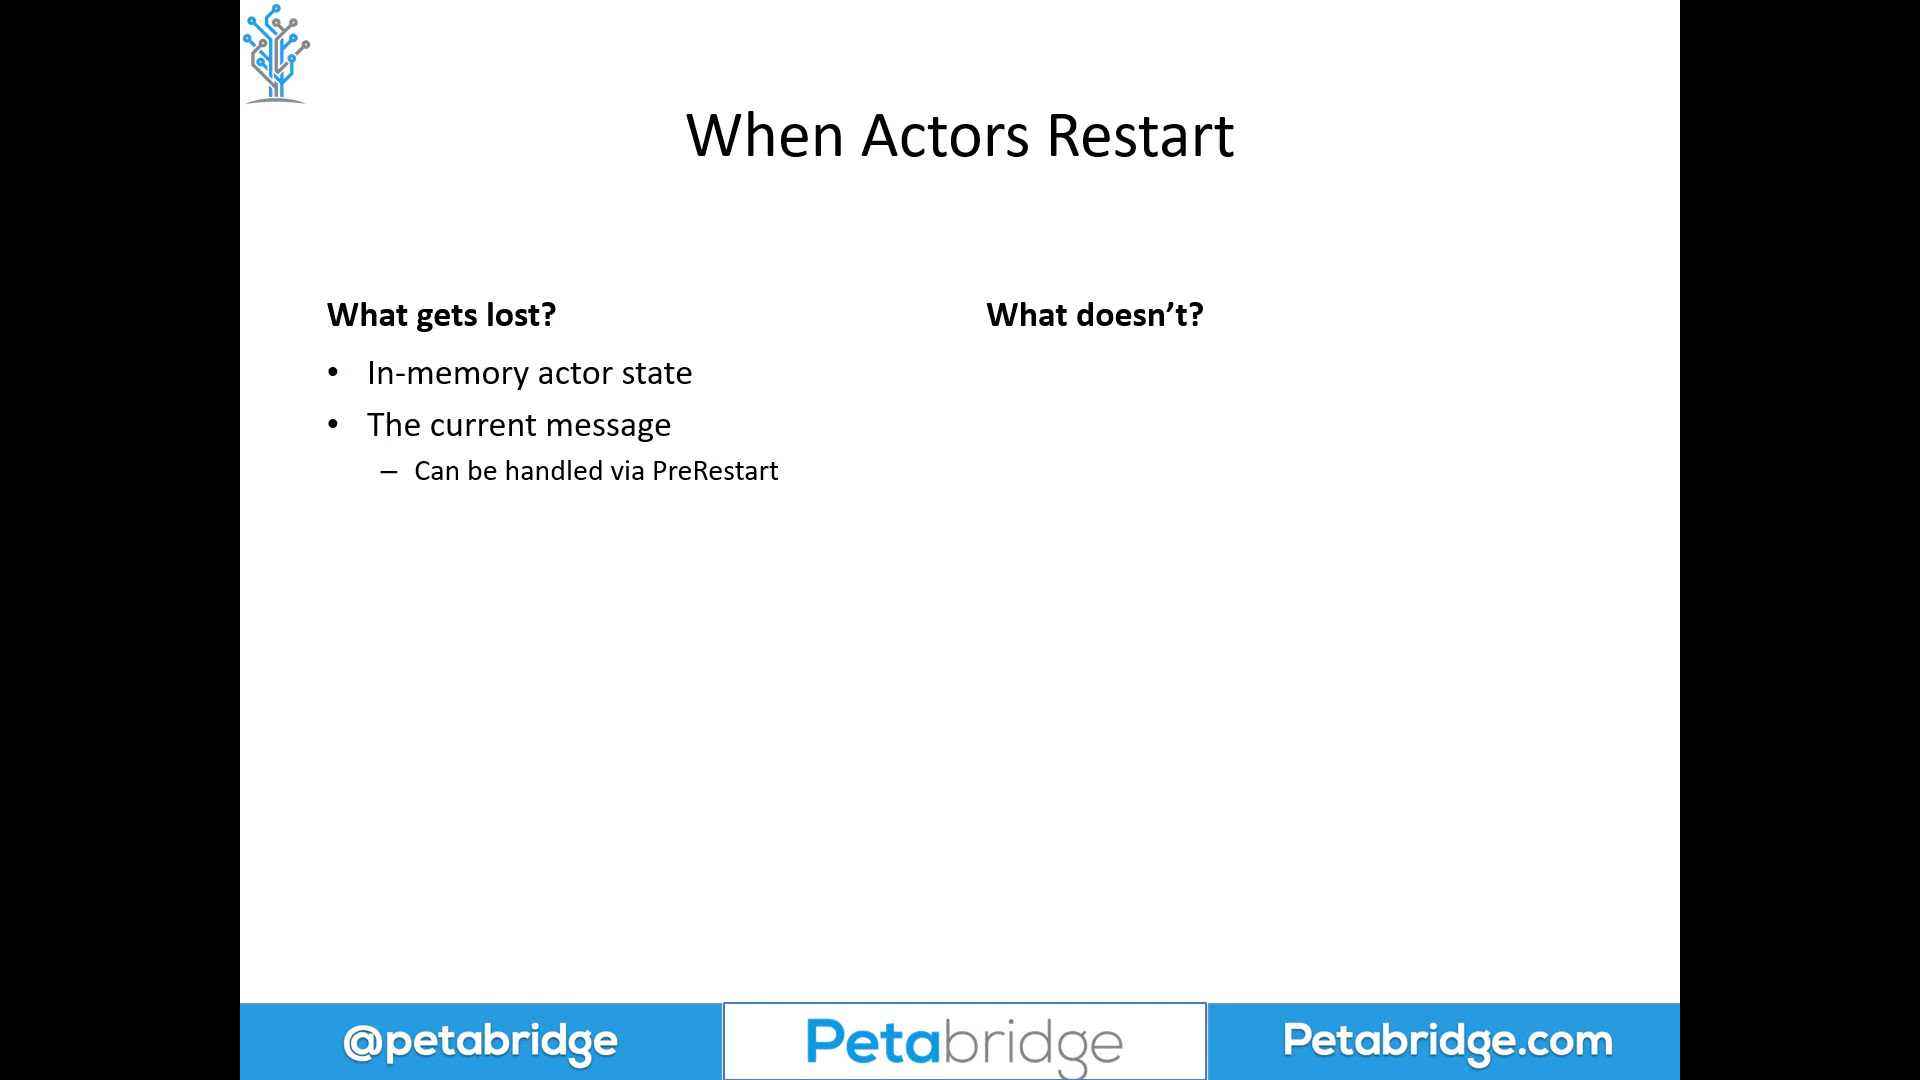 When Actors Restart
What gets lost?
• In-memory actor state
• The current message
– Can be handled via PreRestart
What doesn’t?
@petabridge
Petabridge
Petabridge.com